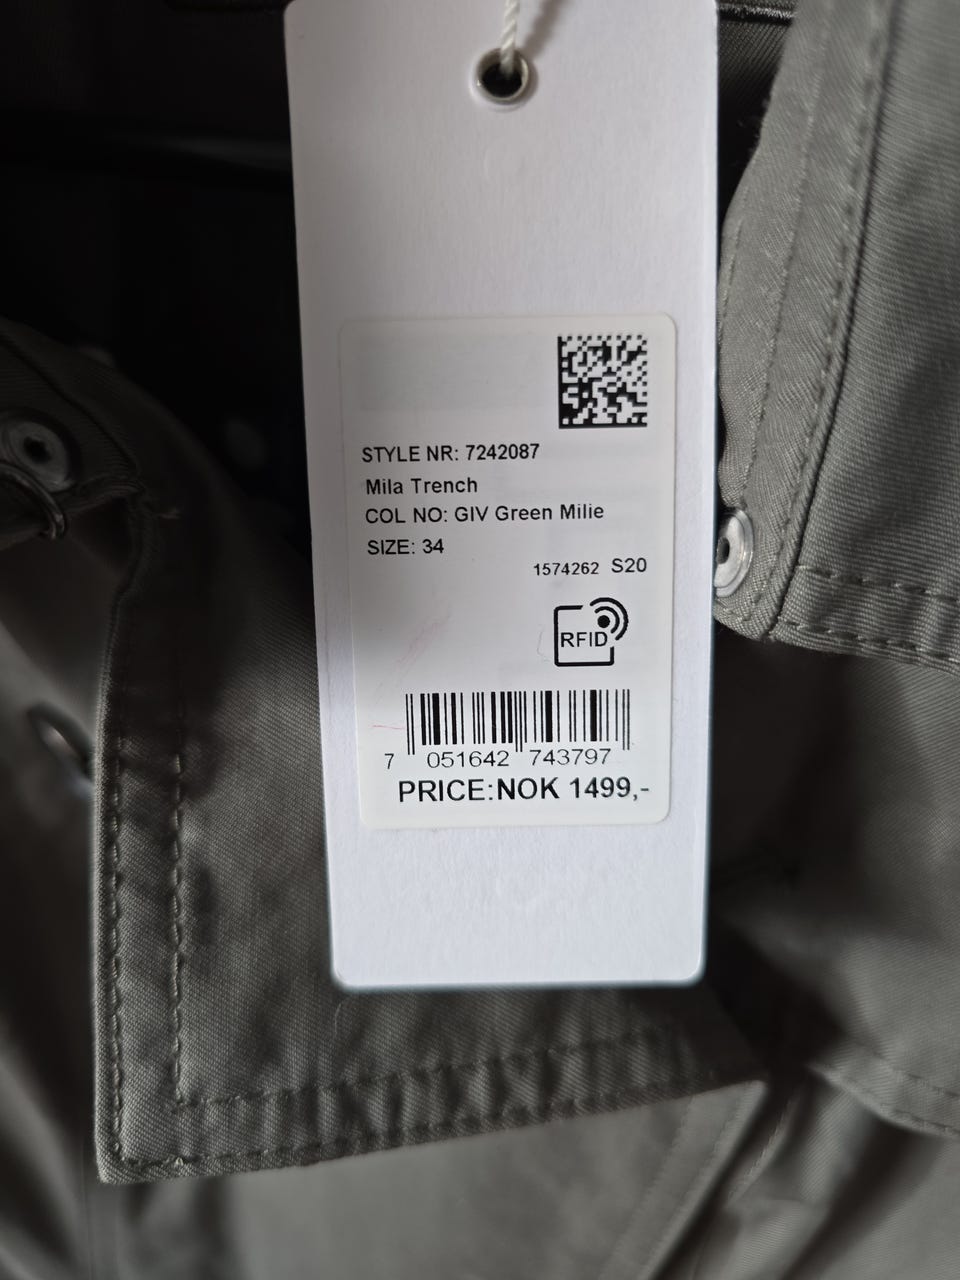 STYLE NR: 7242087
Mila Trench
COL NO: GIV Green Milie
SIZE: 34
1574262 S20
RFID
7 051642 743797
PRICE:NOK 1499,-